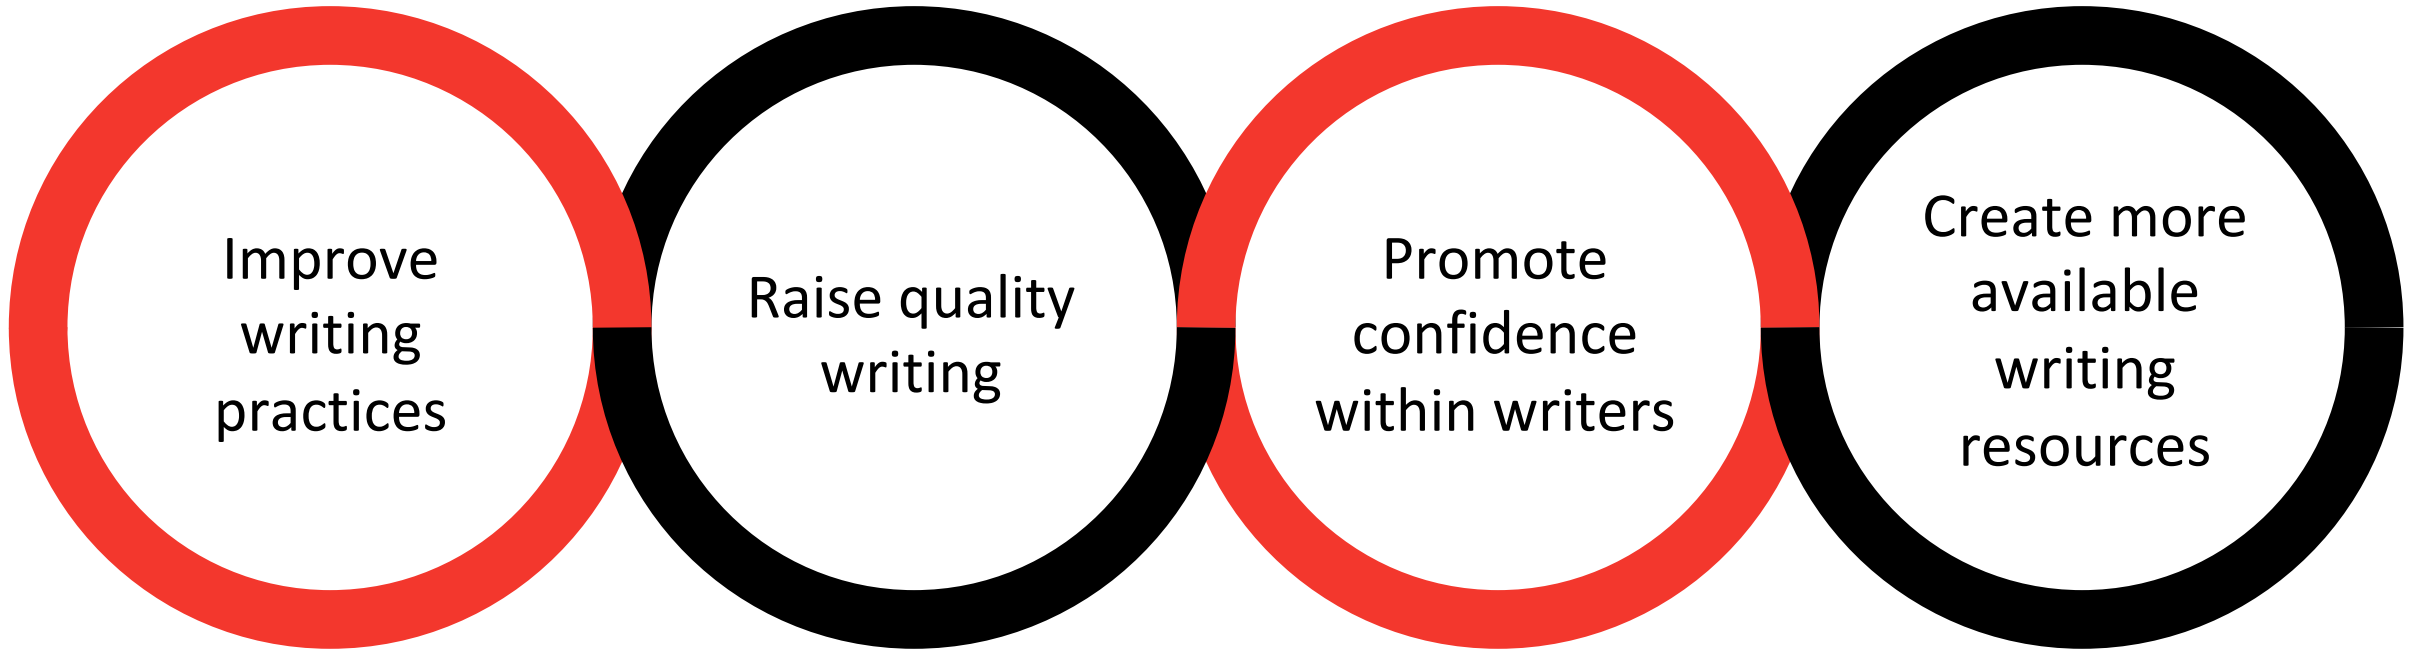 Improve
writing
practices
Raise quality
writing
Promote
confidence
within writers
Create more
available
writing
resources